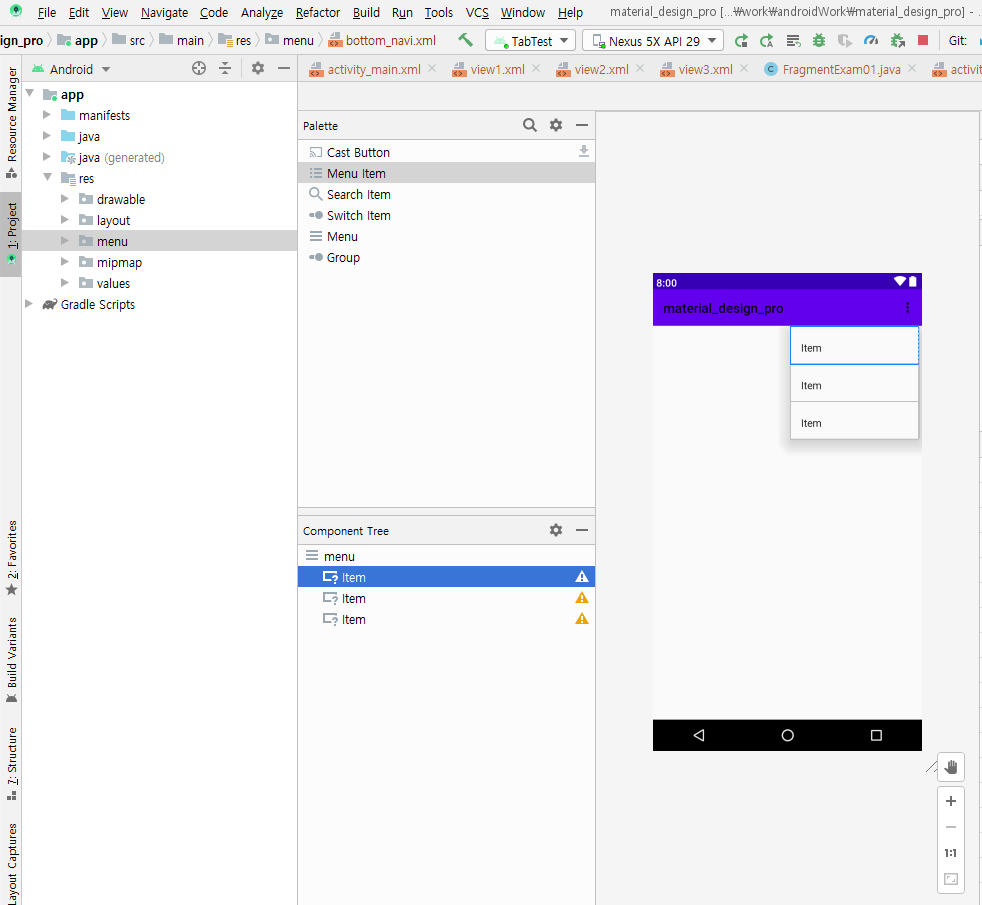 File Edit View Navigate Code Analyze Refactor Build Run Tools VCS Window Help material_design_pro [...₩work₩androidWork₩material_design_pro] -
ign_pro app src main res menu bottom_navi.xml TabTest Nexus 5X API 29 Git:
Android activity_main.xml view1.xml view2.xml view3.xml C FragmentExam01.java activit
Resource Manager
1: Project
2: Favorites
Build Variants
7: Structure
Layout Captures
app
manifests
java
java (generated)
res
drawable
layout
menu
mipmap
values
Gradle Scripts
Palette
Cast Button
Menu Item
Search Item
Switch Item
Menu
Group
Component Tree
menu
Item
Item
Item
8:00
material_design_pro
Item
Item
Item
1:1